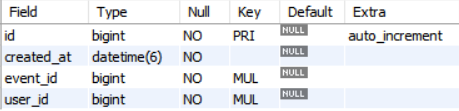 Field Type Null Key Default Extra
id bigint NO PRI NULL auto_increment
created_at datetime(6) NO NULL
event_id bigint NO MUL NULL
user_id bigint NO MUL NULL